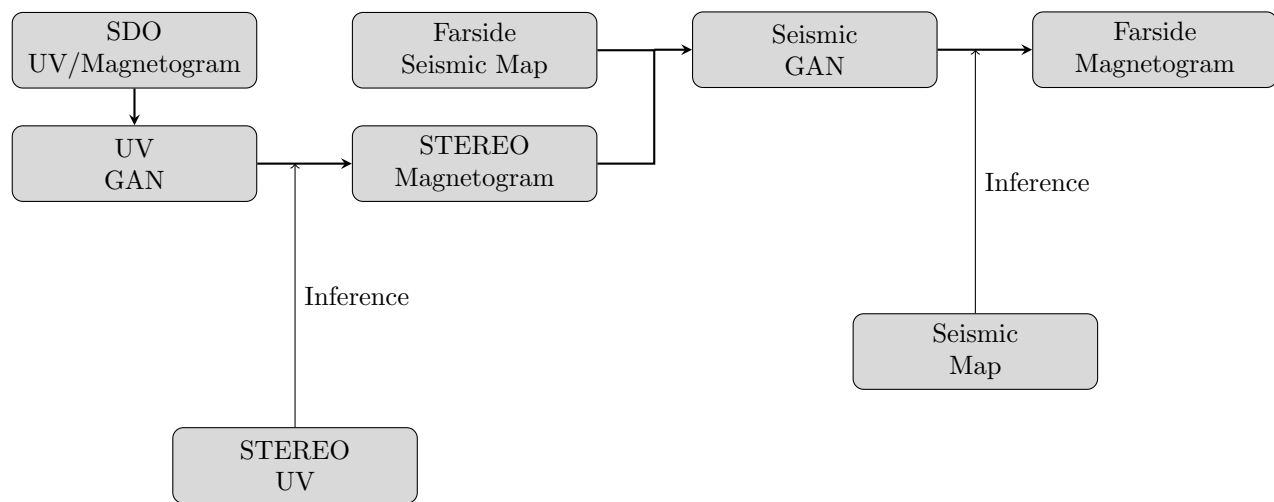 SDO
UV/Magnetogram
Farside
Seismic Map
Seismic
GAN
Farside
Magnetogram
UV
GAN
STEREO
Magnetogram
Inference
Inference
Seismic
Map
STEREO
UV